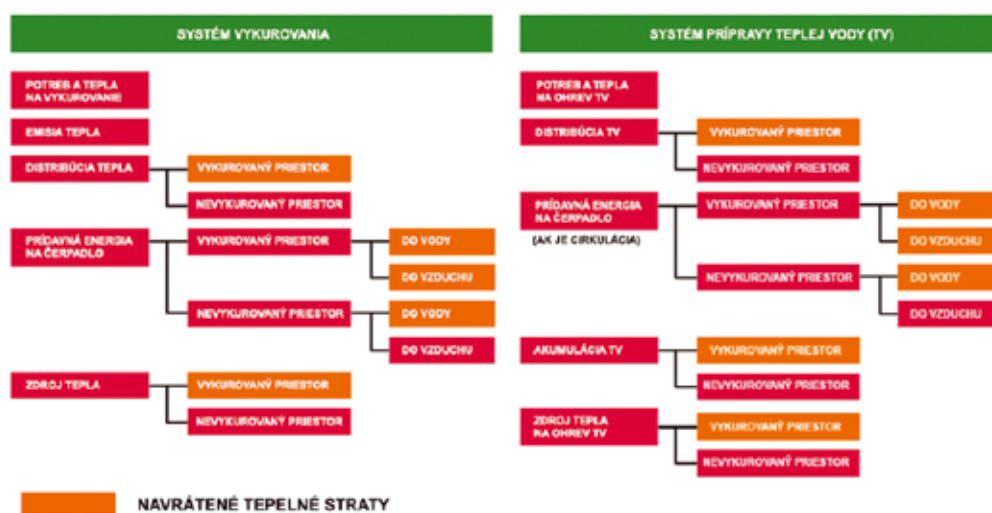 SYSTÉM VYKUROVANIA
POTREBA TEPLA
NA VYKUROVANIE
EMISIA TEPLA
DISTRIBÚCIA TEPLA
VYKUROVANÝ PRIESTOR
NEVYKUROVANÝ PRIESTOR
PRÍDAVNÁ ENERGIA
NA ČERPADLO
VYKUROVANÝ PRIESTOR
DO VODY
DO VZDUCHU
NEVYKUROVANÝ PRIESTOR
DO VODY
DO VZDUCHU
ZDROJ TEPLA
VYKUROVANÝ PRIESTOR
NEVYKUROVANÝ PRIESTOR
SYSTÉM PRÍPRAVY TEPLEJ VODY (TV)
POTREBA TEPLA
NA OHREV TV
DISTRIBÚCIA TV
VYKUROVANÝ PRIESTOR
NEVYKUROVANÝ PRIESTOR
PRÍDAVNÁ ENERGIA
NA ČERPADLO
(AK JE CIRKULÁCIA)
VYKUROVANÝ PRIESTOR
DO VODY
DO VZDUCHU
NEVYKUROVANÝ PRIESTOR
DO VODY
DO VZDUCHU
AKUMULÁCIA TV
VYKUROVANÝ PRIESTOR
NEVYKUROVANÝ PRIESTOR
ZDROJ TEPLA
NA OHREV TV
VYKUROVANÝ PRIESTOR
NEVYKUROVANÝ PRIESTOR
NAVRÁTENÉ TEPELNÉ STRATY